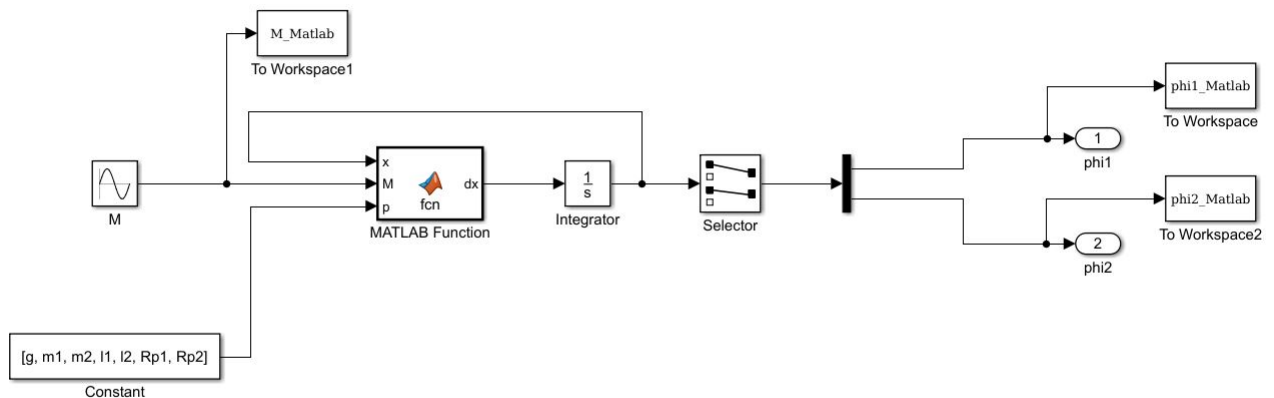 M_Matlab
To Workspace1
phi1_Matlab
To Workspace
1
phi1
x
M
p
fcn
dx
MATLAB Function
1
s
Integrator
Selector
M
phi2_Matlab
To Workspace2
2
phi2
[g, m1, m2, l1, l2, Rp1, Rp2]
Constant